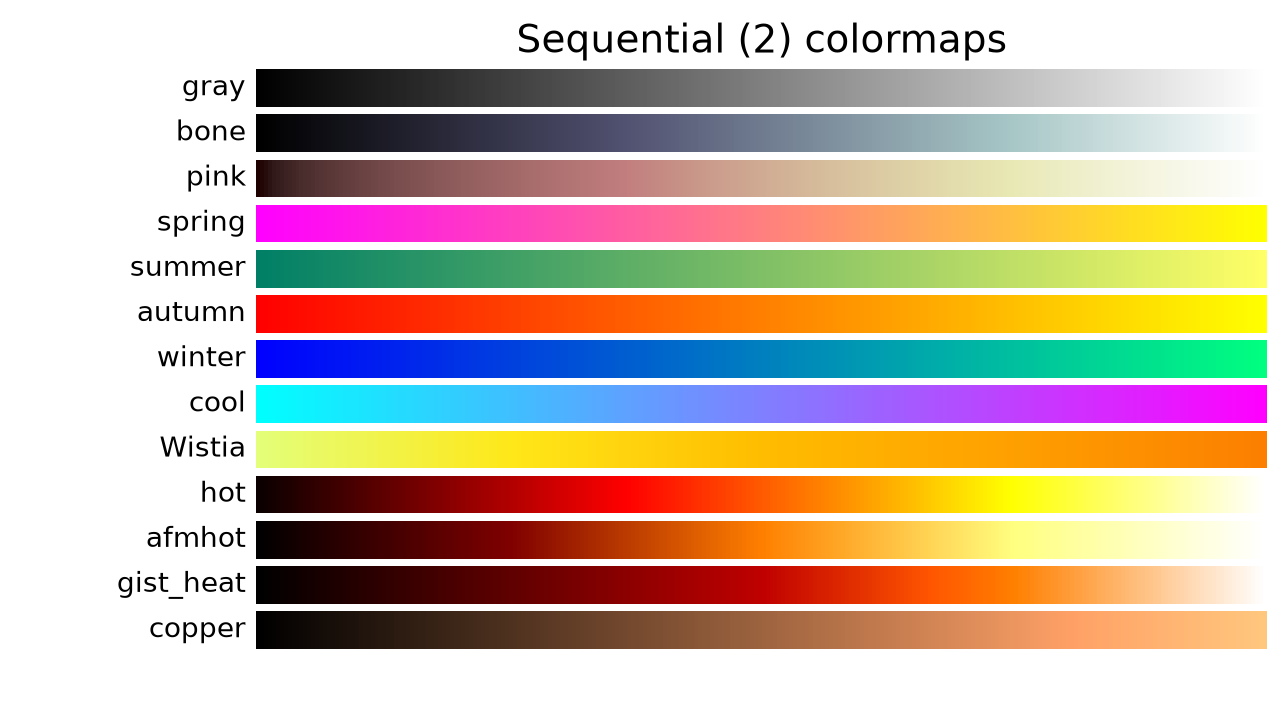 Sequential (2) colormaps
gray
bone
pink
spring
summer
autumn
winter
cool
Wistia
hot
afmhot
gist_heat
copper